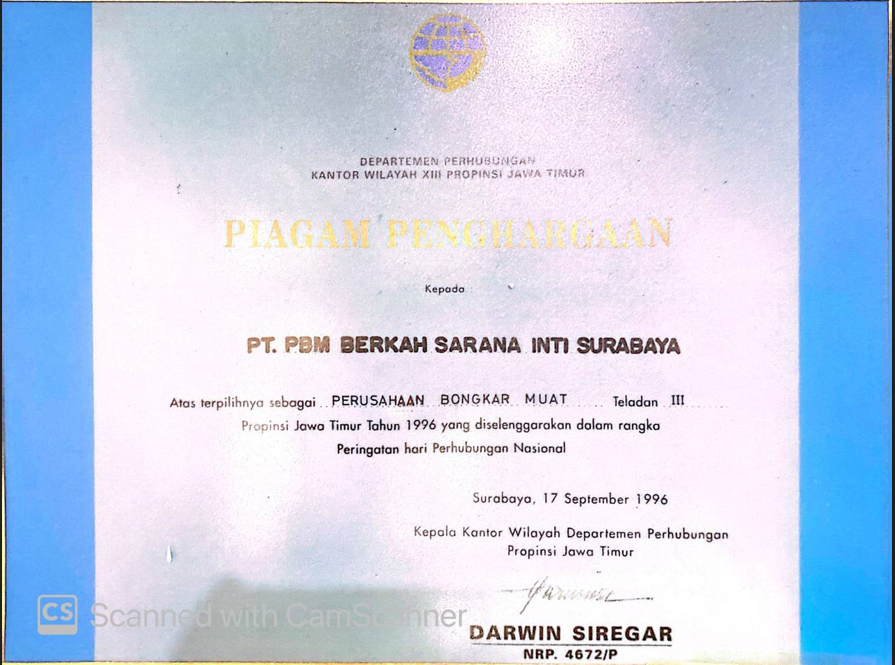 DEPARTEMEN PERHUBUNGAN
KANTOR WILAYAH XIII PROPINSI JAWA TIMUR
PIAGAM PENGHARGAAN
Kepada
PT. PBM BERKAH SARANA INTI SURABAYA
Atas terpilihnya sebagai PERUSAHAAN BONGKAR MUAT Teladan III
Propinsi Jawa Timur Tahun 1996 yang diselenggarakan dalam rangka
Peringatan hari Perhubungan Nasional
Surabaya, 17 September 1996
Kepala Kantor Wilayah Departemen Perhubungan
Propinsi Jawa Timur
CS Scanned with CamScanner
DARWIN SIREGAR
NRP. 4672/P